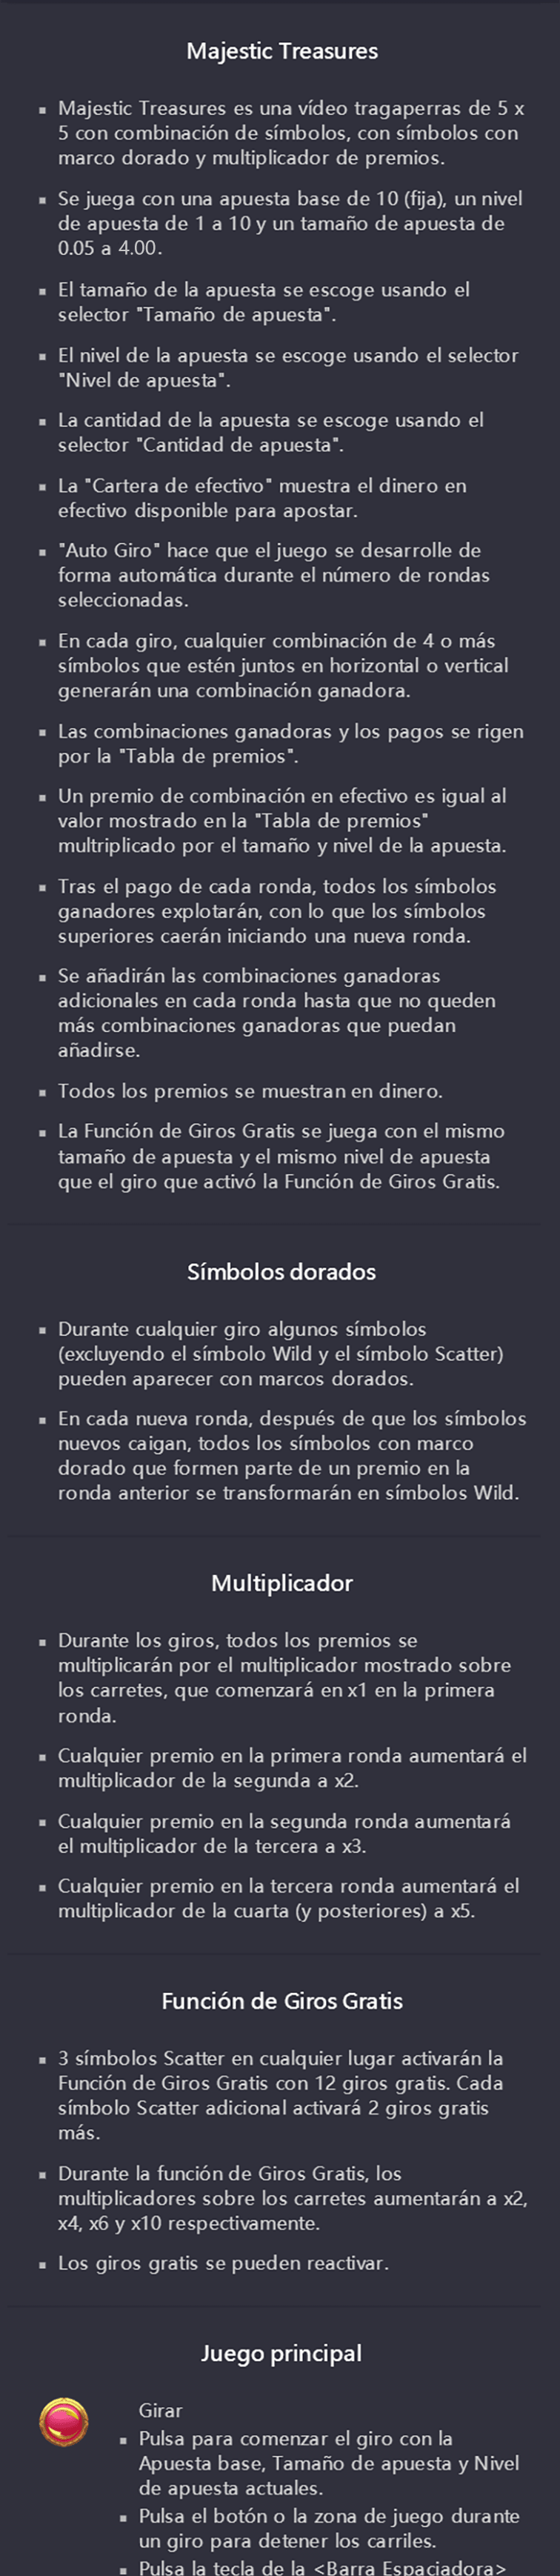 Majestic Treasures
▪ Majestic Treasures es una vídeo tragaperras de 5 x
5 con combinación de símbolos, con símbolos con
marco dorado y multiplicador de premios.
▪ Se juega con una apuesta base de 10 (fija), un nivel
de apuesta de 1 a 10 y un tamaño de apuesta de
0.05 a 4.00.
▪ El tamaño de la apuesta se escoge usando el
selector "Tamaño de apuesta".
▪ El nivel de la apuesta se escoge usando el selector
"Nivel de apuesta".
▪ La cantidad de la apuesta se escoge usando el
selector "Cantidad de apuesta".
▪ La "Cartera de efectivo" muestra el dinero en
efectivo disponible para apostar.
▪ "Auto Giro" hace que el juego se desarrolle de
forma automática durante el número de rondas
seleccionadas.
▪ En cada giro, cualquier combinación de 4 o más
símbolos que estén juntos en horizontal o vertical
generarán una combinación ganadora.
▪ Las combinaciones ganadoras y los pagos se rigen
por la "Tabla de premios".
▪ Un premio de combinación en efectivo es igual al
valor mostrado en la "Tabla de premios"
multriplicado por el tamaño y nivel de la apuesta.
▪ Tras el pago de cada ronda, todos los símbolos
ganadores explotarán, con lo que los símbolos
superiores caerán iniciando una nueva ronda.
▪ Se añadirán las combinaciones ganadoras
adicionales en cada ronda hasta que no queden
más combinaciones ganadoras que puedan
añadirse.
▪ Todos los premios se muestran en dinero.
▪ La Función de Giros Gratis se juega con el mismo
tamaño de apuesta y el mismo nivel de apuesta
que el giro que activó la Función de Giros Gratis.
Símbolos dorados
▪ Durante cualquier giro algunos símbolos
(excluyendo el símbolo Wild y el símbolo Scatter)
pueden aparecer con marcos dorados.
▪ En cada nueva ronda, después de que los símbolos
nuevos caigan, todos los símbolos con marco
dorado que formen parte de un premio en la
ronda anterior se transformarán en símbolos Wild.
Multiplicador
▪ Durante los giros, todos los premios se
multiplicarán por el multiplicador mostrado sobre
los carretes, que comenzará en x1 en la primera
ronda.
▪ Cualquier premio en la primera ronda aumentará el
multiplicador de la segunda a x2.
▪ Cualquier premio en la segunda ronda aumentará
el multiplicador de la tercera a x3.
▪ Cualquier premio en la tercera ronda aumentará el
multiplicador de la cuarta (y posteriores) a x5.
Función de Giros Gratis
▪ 3 símbolos Scatter en cualquier lugar activarán la
Función de Giros Gratis con 12 giros gratis. Cada
símbolo Scatter adicional activará 2 giros gratis
más.
▪ Durante la función de Giros Gratis, los
multiplicadores sobre los carretes aumentarán a x2,
x4, x6 y x10 respectivamente.
▪ Los giros gratis se pueden reactivar.
Juego principal
Girar
▪ Pulsa para comenzar el giro con la
Apuesta base, Tamaño de apuesta y Nivel
de apuesta actuales.
▪ Pulsa el botón o la zona de juego durante
un giro para detener los carriles.
▪ Pulsa la tecla de la <Barra Espaciadora>